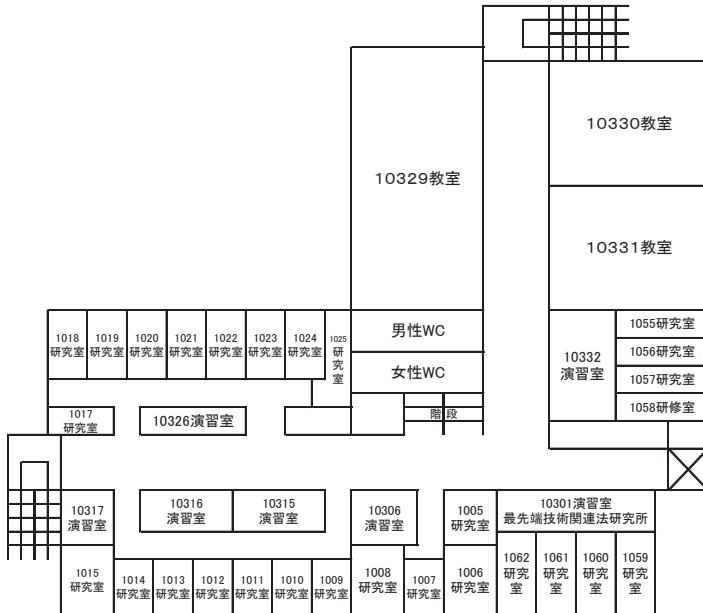 10330教室
10329教室
10331教室
1018
研究室
1019
研究室
1020
研究室
1021
研究室
1022
研究室
1023
研究室
1024
研究室
1025
研
究
室
男性WC
女性WC
10332
演習室
1055研究室
1056研究室
1057研究室
1058研修室
1017
研究室
10326演習室
階 段
10317
演習室
10316
演習室
10315
演習室
10306
演習室
1005
研究室
10301演習室
最先端技術関連法研究所
1015
研究室
1014
研究室
1013
研究室
1012
研究室
1011
研究室
1010
研究室
1009
研究室
1008
研究室
1007
研究室
1006
研究室
1062
研究
室
1061
研究
室
1060
研究
室
1059
研究
室